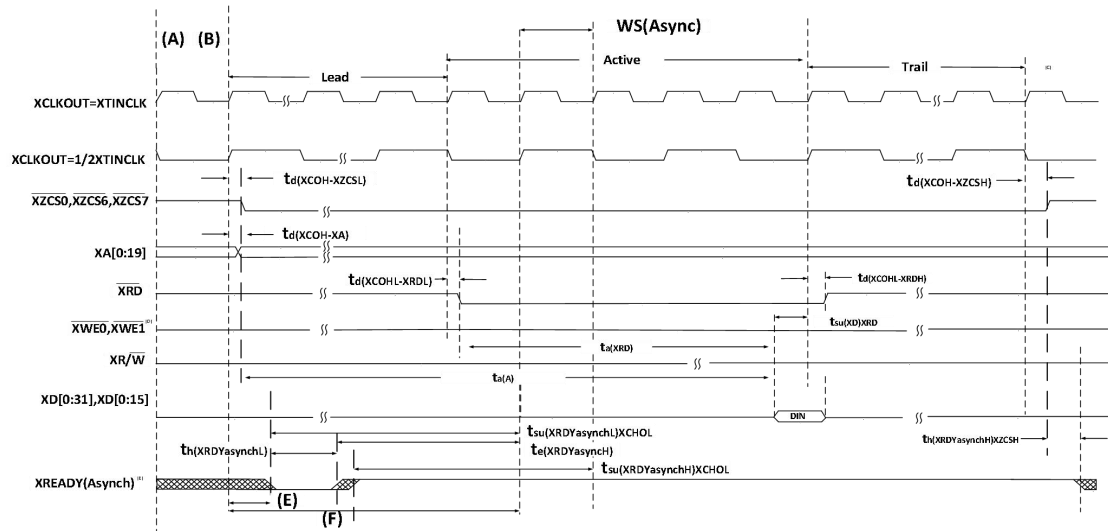 (A) (B)
WS(Async)
Active
Lead
Trail
(C)
XCLKOUT=XTINCLK
XCLKOUT=1/2XTINCLK
td(XCOH-XZCSL)
td(XCOH-XZCSH)
XZCS0,XZCS6,XZCS7
td(XCOH-XA)
XA[0:19]
td(XCOHL-XRDL)
td(XCOHL-XRDH)
XRD
tsu(XD)XRD
XWE0,XWE1(D)
ta(XRD)
XR/W
ta(A)
XD[0:31],XD[0:15]
DIN
tsu(XRDYasynchL)XCHOL
th(XRDYasynchH)XZCSH
th(XRDYasynchL)
te(XRDYasynchH)
tsu(XRDYasynchH)XCHOL
XREADY(Asynch)
(E)
(F)